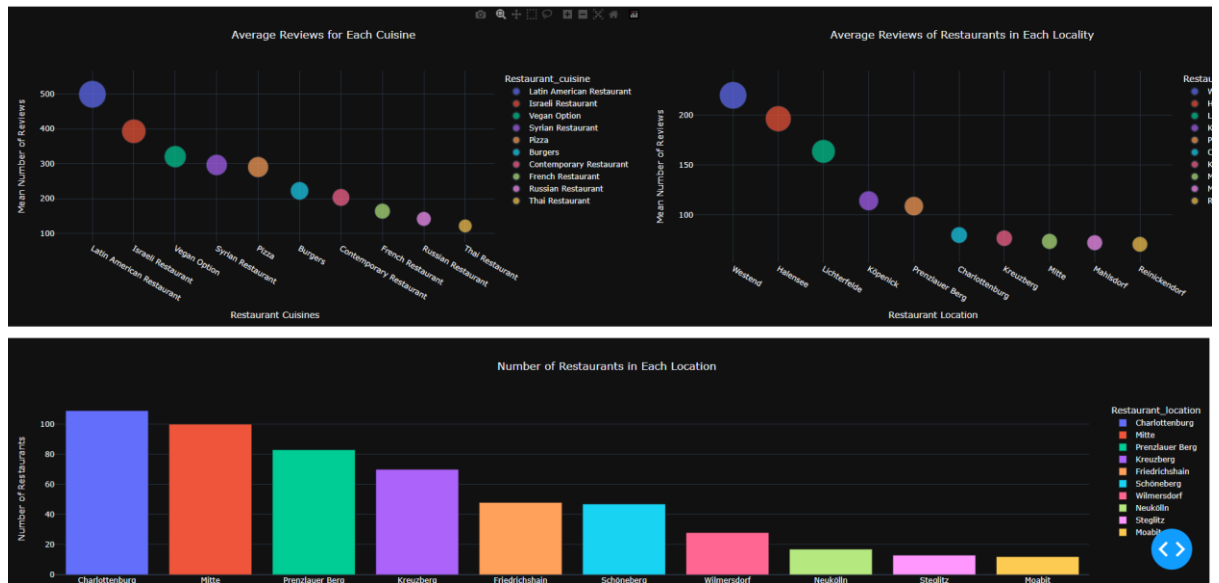 Average Reviews for Each Cuisine
Mean Number of Reviews
500
400
300
200
100
Latin American Restaurant
Israeli Restaurant
Vegan Option
Syrian Restaurant
Pizza
Burgers
Contemporary Restaurant
French Restaurant
Russian Restaurant
Thai Restaurant
Restaurant Cuisines
Restaurant_cuisine
Latin American Restaurant
Israeli Restaurant
Vegan Option
Syrian Restaurant
Pizza
Burgers
Contemporary Restaurant
French Restaurant
Russian Restaurant
Thai Restaurant
Average Reviews of Restaurants in Each Locality
Mean Number of Reviews
200
150
100
Westend
Halensee
Lichterfelde
Köpenick
Prenzlauer Berg
Charlottenburg
Kreuzberg
Mitte
Mahlsdorf
Reinickendorf
Restaurant Location
Restau
W
H
L
K
P
C
K
M
M
R
Number of Restaurants in Each Location
Number of Restaurants
100
80
60
40
20
0
Charlottenburg
Mitte
Prenzlauer Berg
Kreuzberg
Friedrichshain
Schöneberg
Wilmersdorf
Neukölln
Steglitz
Moabit
Restaurant_location
Charlottenburg
Mitte
Prenzlauer Berg
Kreuzberg
Friedrichshain
Schöneberg
Wilmersdorf
Neukölln
Steglitz
Moabit